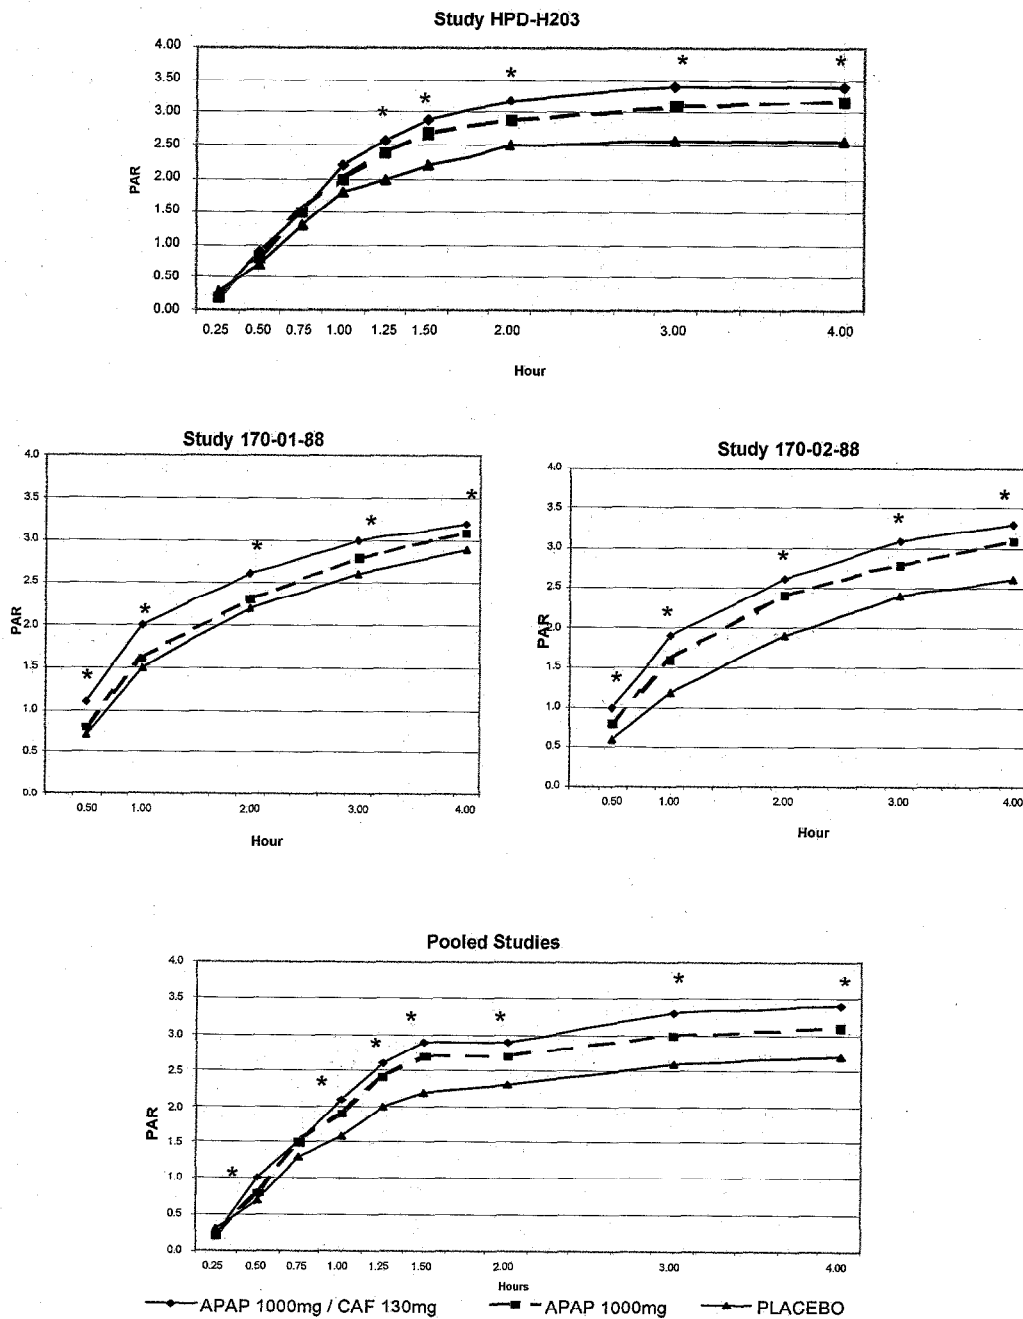 Study HPD-H203
4.00
3.50
3.00
2.50
2.00
1.50
1.00
0.50
0.00
PAR
* * * * *
0.25 0.50 0.75 1.00 1.25 1.50 2.00 3.00 4.00
Hour
Study 170-01-88
4.0
3.5
3.0
2.5
2.0
1.5
1.0
0.5
0.0
PAR
* * * * *
0.50 1.00 2.00 3.00 4.00
Hour
Study 170-02-88
4.0
3.5
3.0
2.5
2.0
1.5
1.0
0.5
0.0
PAR
* * * * *
0.50 1.00 2.00 3.00 4.00
Hour
Pooled Studies
4.0
3.5
3.0
2.5
2.0
1.5
1.0
0.5
0.0
PAR
* * * * * * *
0.25 0.50 0.75 1.00 1.25 1.50 2.00 3.00 4.00
Hours
APAP 1000mg / CAF 130mg APAP 1000mg PLACEBO